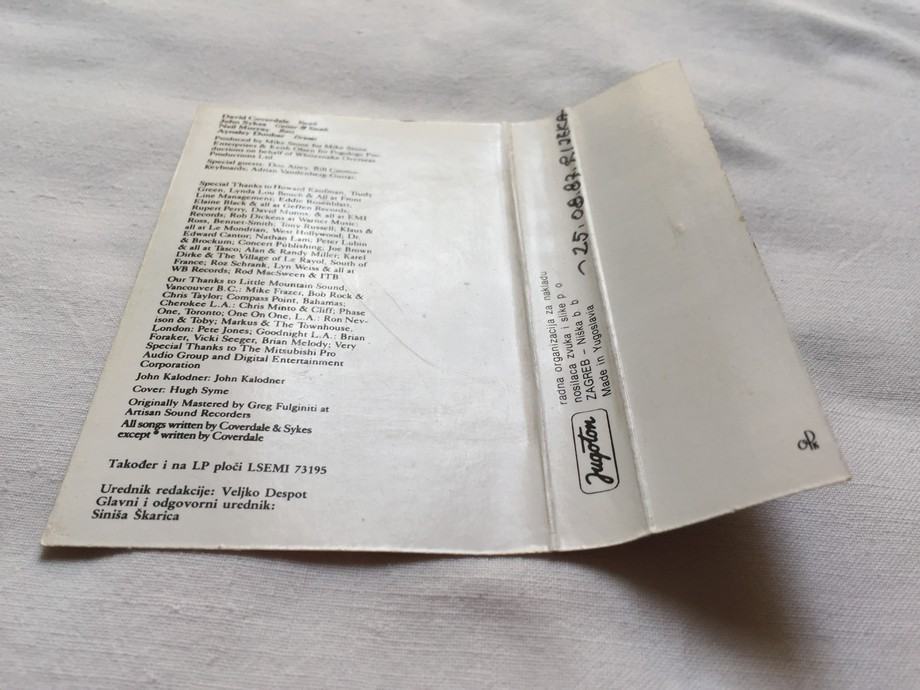 David Coverdale Vocals
John Sykes Guitar & Vocals
Neil Murray Bass
Aynsley Dunbar Drums
Produced by Mike Stone for Mike Stone
Enterprises & Keith Olsen for Pogologo Pro-
ductions on behalf of Whitesnake Overseas
Productions Ltd
Special guests: Don Airey, Bill Cuomo-
Keyboards, Adrian Vandenberg-Guitar.
Special Thanks to Howard Kaufman, Trudy
Green, Lynda Lou Bouch & All at Front
Line Management; Eddie Rosenblatt,
Elaine Black & all at Geffen Records,
Rupert Perry, David Munns, & all at EMI
Records; Rob Dickens at Warner Music;
Ross, Bennet-Smith; Tony Russell; Klaus &
all at Le Mondrian, West Hollywood; Dr.
Edward Cantor; Nathan Lam; Peter Lubin
& Brockum; Concert Publishing; Joe Brown
& all at Tasco; Alan & Randy Miller; Karel
Dirke & The Village of Le Rayol, South of
France; Roz Schrank, Lyn Weiss & all at
WB Records; Rod MacSween & ITB
Our Thanks to Little Mountain Sound,
Vancouver B.C.: Mike Frazer, Bob Rock &
Chris Taylor; Compass Point, Bahamas;
Cherokee L.A.: Chris Minto & Cliff; Phase
One, Toronto; One On One, L.A.: Ron Nev-
ison & Toby; Markus & The Townhouse,
London: Pete Jones; Goodnight L.A.: Brian
Foraker, Vicki Seeger, Brian Melody; Very
Special Thanks to The Mitsubishi Pro
Audio Group and Digital Entertainment
Corporation
John Kalodner: John Kalodner
Cover: Hugh Syme
Originally Mastered by Greg Fulginiti at
Artisan Sound Recorders
All songs written by Coverdale & Sykes
except * written by Coverdale
Također i na LP ploči LSEMI 73195
Urednik redakcije: Veljko Despot
Glavni i odgovorni urednik:
Siniša Škarica
Jugoton
radna organizacija za nakladu
nosilaca zvuka i slike p o
ZAGREB – Niška b b
Made in Yugoslavia
~25.08.87. RIJEKA